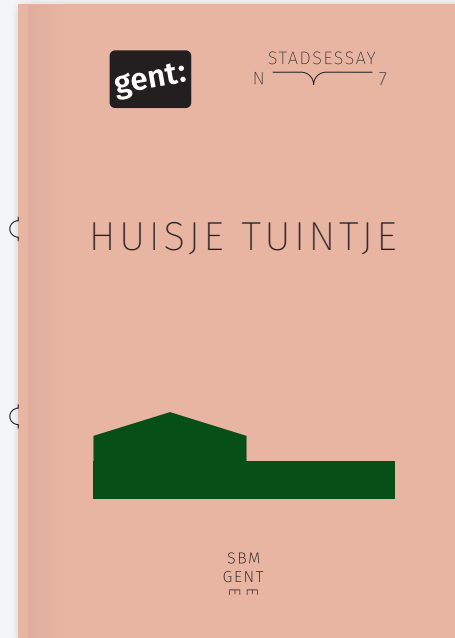 gent:
STADSESSAY
N 7
HUISJE TUINTJE
SBM
GENT
E E